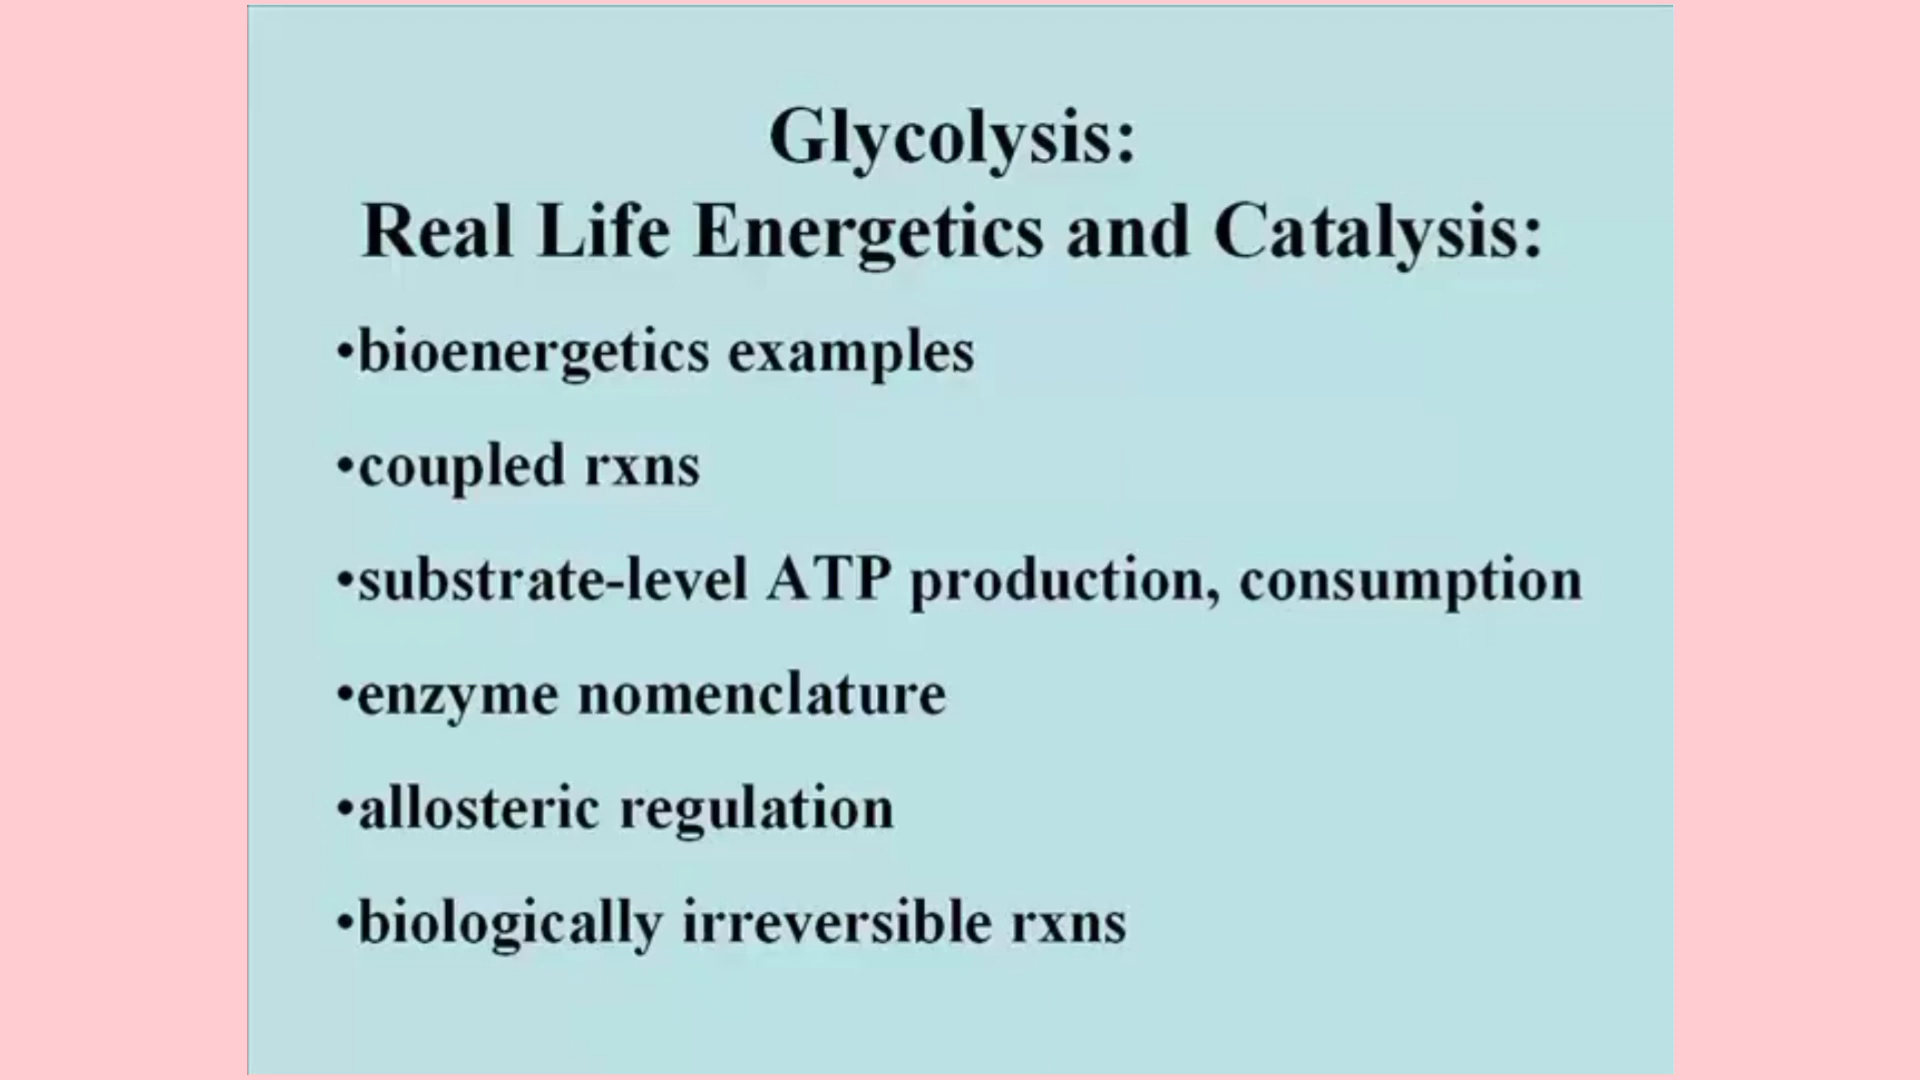 Glycolysis:
Real Life Energetics and Catalysis:
•bioenergetics examples
•coupled rxns
•substrate-level ATP production, consumption
•enzyme nomenclature
•allosteric regulation
•biologically irreversible rxns